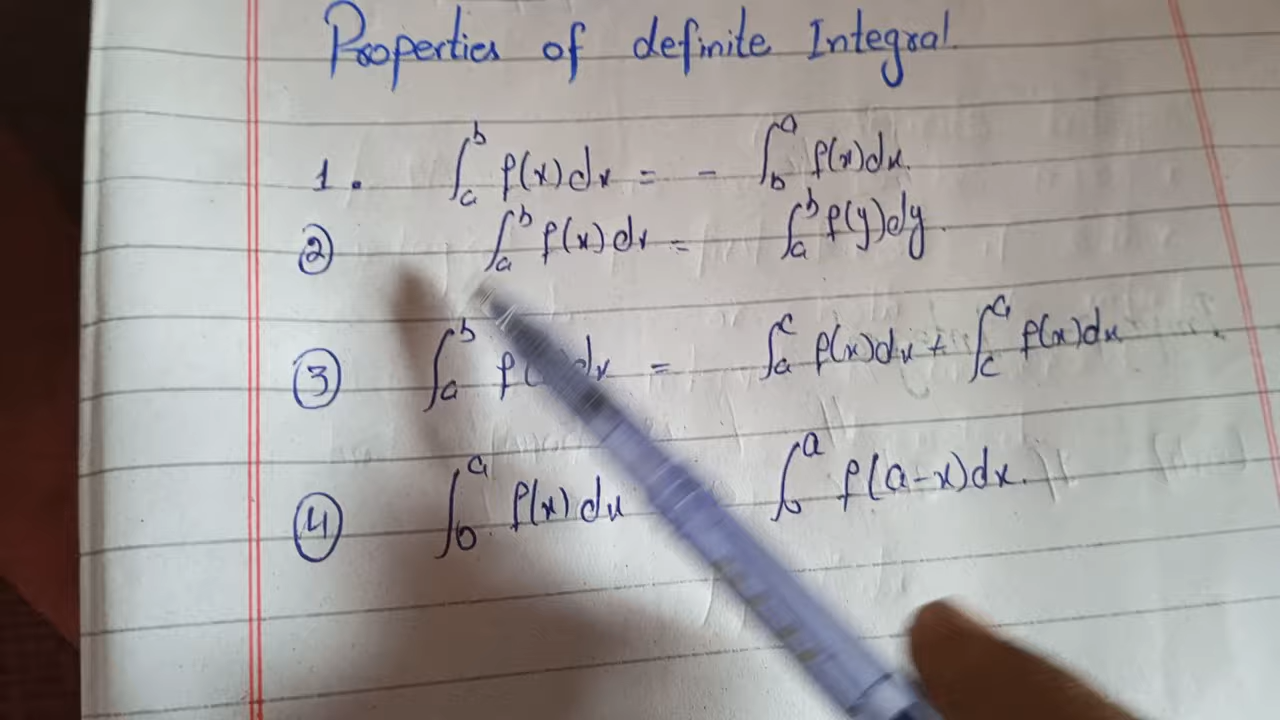 Properties of definite Integral.
1. ∫_a^b f(x)dx = - ∫_b^a f(x)dx.
② ∫_a^b f(x)dx = ∫_a^b f(y)dy.
③ ∫_a^b f( )dx = ∫_a^c f(x)dx + ∫_c^a f(x)dx
④ ∫_0^a f(x)dx ∫_0^a f(a-x)dx.